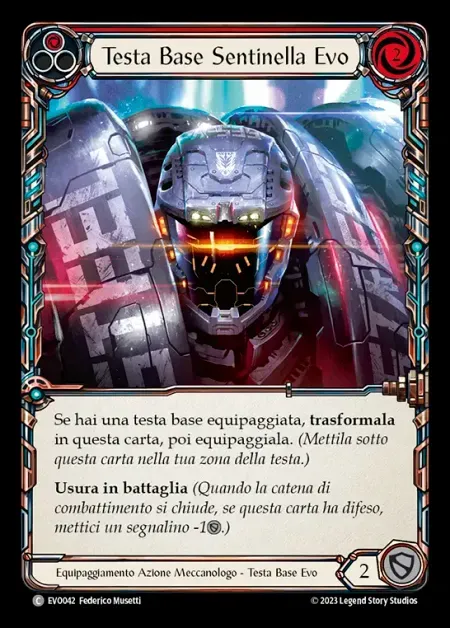 Testa Base Sentinella Evo
2
Se hai una testa base equipaggiata, trasformala
in questa carta, poi equipaggiala. (Mettila sotto
questa carta nella tua zona della testa.)
Usura in battaglia (Quando la catena di
combattimento si chiude, se questa carta ha difeso,
mettici un segnalino -1.)
Equipaggiamento Azione Meccanologo - Testa Base Evo
2
C EVO042 Federico Musetti
© 2023 Legend Story Studios